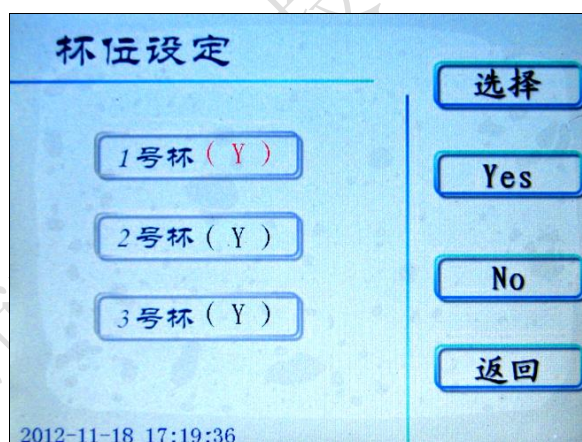 杯位设定
1号杯（ Y ）
2号杯（ Y ）
3号杯（ Y ）
选择
Yes
No
返回
2012-11-18 17:19:36